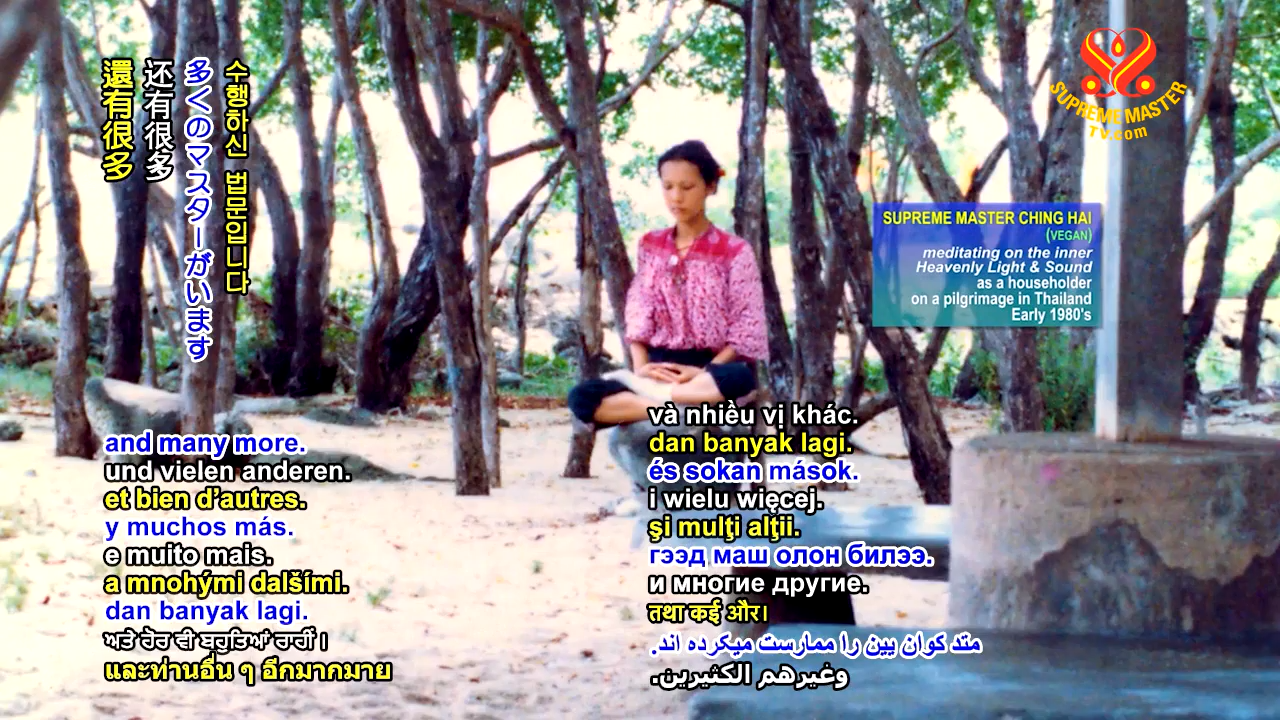 還有很多
还有很多
多くのマスターがいます
수행하신 법문입니다
SUPREME MASTER
TV.com
SUPREME MASTER CHING HAI
(VEGAN)
meditating on the inner
Heavenly Light & Sound
as a householder
on a pilgrimage in Thailand
Early 1980's
and many more.
und vielen anderen.
et bien d'autres.
y muchos más.
e muito mais.
a mnohými dalšími.
dan banyak lagi.
ਅਤੇ ਹੋਰ ਵੀ ਬਹੁਤਿਆਂ ਰਾਹੀਂ।
และท่านอื่น ๆ อีกมากมาย
và nhiều vị khác.
dan banyak lagi.
és sokan mások.
i wielu więcej.
şi mulţi alţii.
гээд маш олон билээ.
и многие другие.
तथा कई और।
متد کوان یین را ممارست میکرده اند.
وغيرهم الكثيرين.